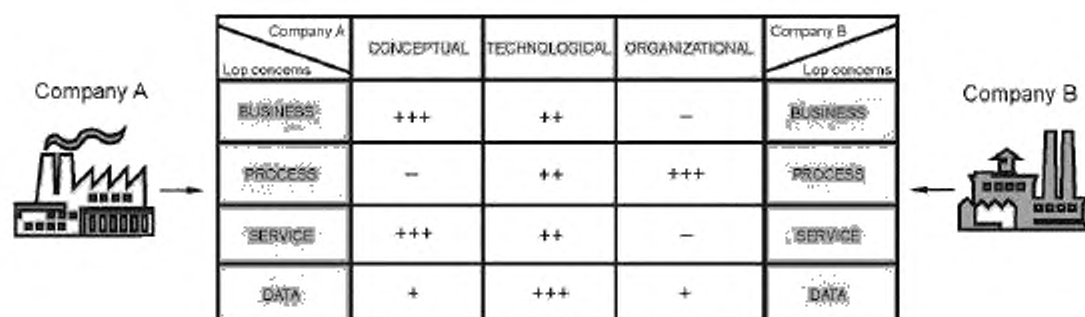 Company A
Company A
Lop concerns
CONCEPTUAL
TECHNOLOGICAL
ORGANIZATIONAL
Company B
Lop concerns
BUSINESS
+++
++
–
BUSINESS
PROCESS
–
++
+++
PROCESS
SERVICE
+++
++
–
SERVICE
DATA
+
+++
+
DATA
Company B